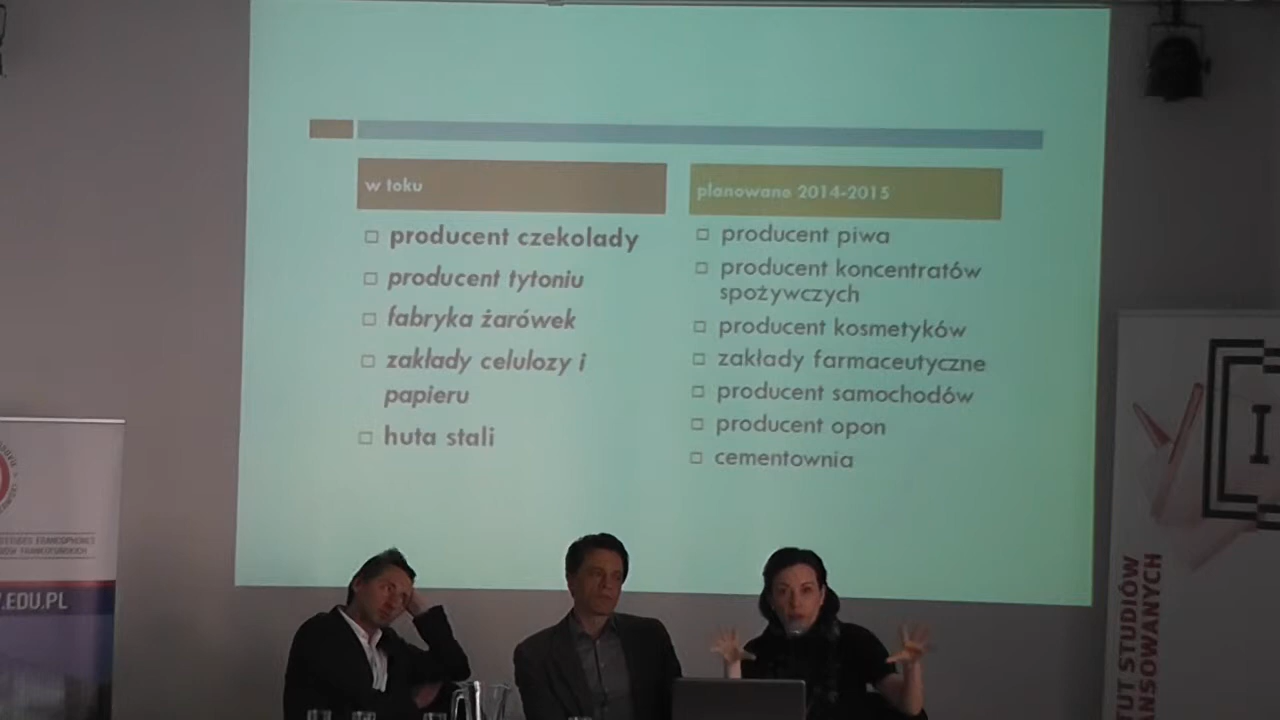 w toku
producent czekolady
producent tytoniu
fabryka żarówek
zakłady celulozy i
papieru
huta stali
planowane 2014-2015
producent piwa
producent koncentratów
spożywczych
producent kosmetyków
zakłady farmaceutyczne
producent samochodów
producent opon
cementownia
.EDU.PL
TUT STUDIÓW
ANSOWANYCH